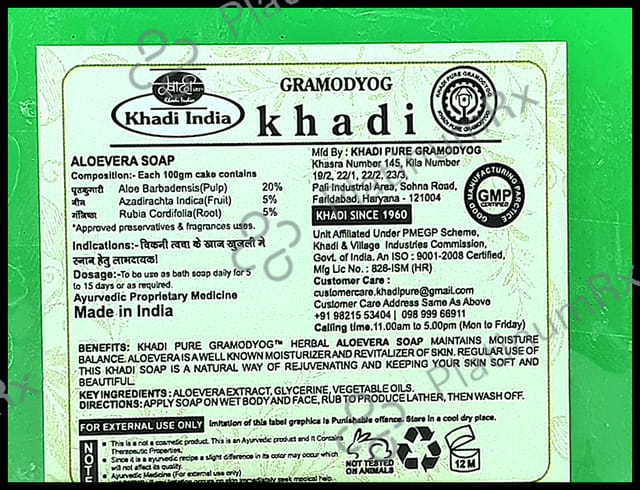 खादी
Khadi India
Khadi India
GRAMODYOG
khadi
KHADI PURE GRAMODYOG
KHADI PURE GRAMODYOG
ALOEVERA SOAP
Composition:- Each 100gm cake contains
घृतकुमारी Aloe Barbadensis(Pulp) 20%
नीम Azadirachta Indica(Fruit) 5%
मंजिष्ठा Rubia Cordifolia(Root) 5%
*Approved preservatives & fragrances used.
Indications:- चिकनी त्वचा के खाज खुजली मे
स्नान हेतु लाभदायक।
Dosage:-To be use as bath soap daily for 5
to 15 days or as required.
Ayurvedic Proprietary Medicine
Made in India
Mfd By : KHADI PURE GRAMODYOG
Khasra Number 145, Kila Number
19/2, 22/1, 22/2, 23/3,
Pali Industrial Area, Sohna Road,
Faridabad, Haryana - 121004
KHADI SINCE 1960
GOOD MANUFACTURING PARCTICE
GMP
CERTIFIED
Unit Affiliated Under PMEGP Scheme,
Khadi & Village Industries Commission,
Govt. of India. An ISO : 9001-2008 Certified,
Mfg Lic No. : 828-ISM (HR)
Customer Care :
customercare.khadipure@gmail.com
Customer Care Address Same As Above
+91 98215 53404 | 098 999 66911
Calling time.11.00am to 5.00pm (Mon to Friday)
BENEFITS: KHADI PURE GRAMODYOG™ HERBAL ALOEVERA SOAP MAINTAINS MOISTURE
BALANCE. ALOEVERA IS A WELL KNOWN MOISTURIZER AND REVITALIZER OF SKIN. REGULAR USE OF
THIS KHADI SOAP IS A NATURAL WAY OF REJUVENATING AND KEEPING YOUR SKIN SOFT AND
BEAUTIFUL.
KEY INGREDIENTS : ALOEVERA EXTRACT, GLYCERINE, VEGETABLE OILS.
DIRECTIONS: APPLY SOAP ON WET BODY AND FACE, RUB TO PRODUCE LATHER, THEN WASH OFF.
FOR EXTERNAL USE ONLY Imitation of this label graphics is Punishable offence. Store in a cool dry place.
NOTE
• This is not a cosmetic product. This is an Ayurvedic product and it Contains
Therapeutic Properties.
• Since it is a ayurvedic recipe a slight difference in its color may occur which
will not affect its quality.
• Ayurvedic Medicine (For external use only)
NOT TESTED
ON ANIMALS
12 M
PlatinumRx